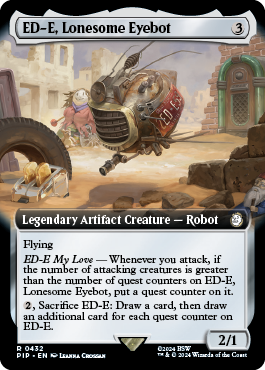 ED-E, Lonesome Eyebot 3
ED-E
Legendary Artifact Creature — Robot
Flying
ED-E My Love — Whenever you attack, if
the number of attacking creatures is greater
than the number of quest counters on ED-E,
Lonesome Eyebot, put a quest counter on it.
2, Sacrifice ED-E: Draw a card, then draw
an additional card for each quest counter on
ED-E.
2/1
R 0432
PIP • EN Leanna Crossan
©2024 BSW
™ & © 2024 Wizards of the Coast